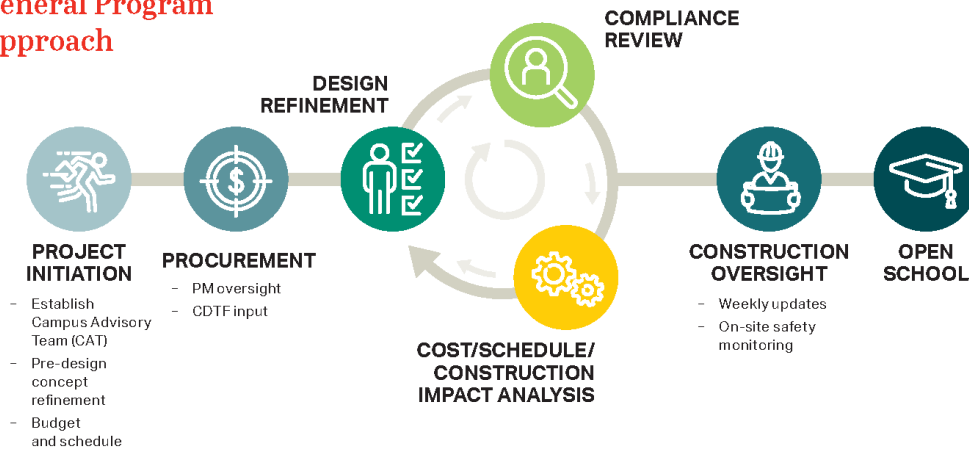 eneral Program
pproach
COMPLIANCE
REVIEW
DESIGN
REFINEMENT
$
PROJECT
INITIATION
– Establish
Campus Advisory
Team (CAT)
– Pre-design
concept
refinement
– Budget
and schedule
PROCUREMENT
– PM oversight
– CDTF input
COST/SCHEDULE/
CONSTRUCTION
IMPACT ANALYSIS
CONSTRUCTION
OVERSIGHT
– Weekly updates
– On-site safety
monitoring
OPEN
SCHOOL